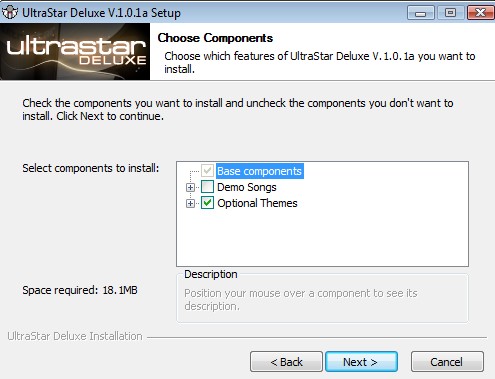 UltraStar Deluxe V.1.0.1a Setup
ultrastar
DELUXE
Choose Components
Choose which features of UltraStar Deluxe V.1.0.1a you want to
install.
Check the components you want to install and uncheck the components you don't want to
install. Click Next to continue.
Select components to install:
Base components
Demo Songs
Optional Themes
Space required: 18.1MB
Description
Position your mouse over a component to see its
description.
UltraStar Deluxe Installation
< Back
Next >
Cancel